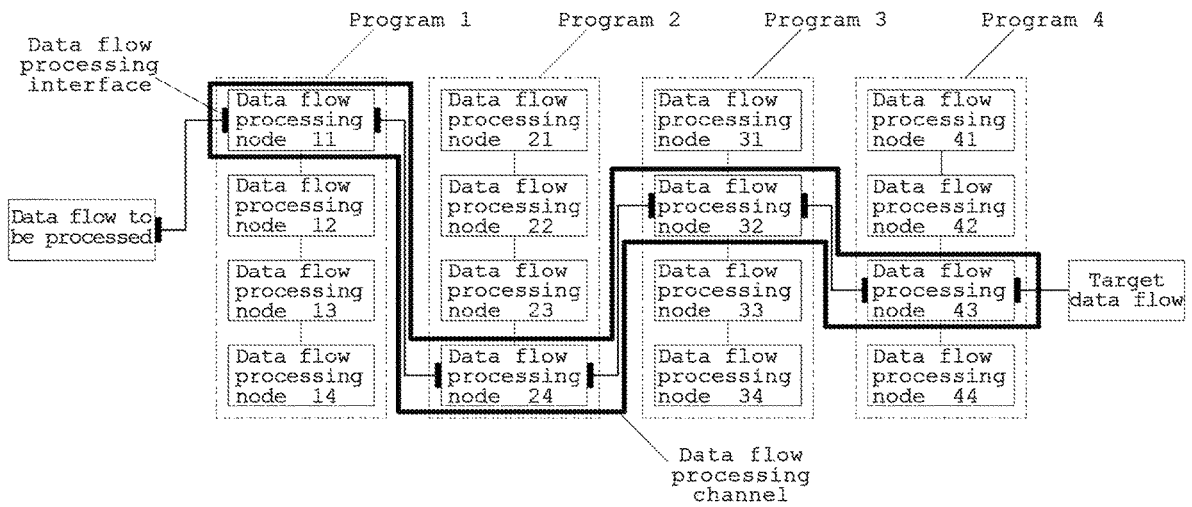 Program 1
Program 2
Program 3
Program 4
Data flow
processing
interface
Data flow
processing
node 11
Data flow
processing
node 12
Data flow
processing
node 13
Data flow
processing
node 14
Data flow
processing
node 21
Data flow
processing
node 22
Data flow
processing
node 23
Data flow
processing
node 24
Data flow
processing
node 31
Data flow
processing
node 32
Data flow
processing
node 33
Data flow
processing
node 34
Data flow
processing
node 41
Data flow
processing
node 42
Data flow
processing
node 43
Data flow
processing
node 44
Data flow to
be processed
Target
data flow
Data flow
processing
channel